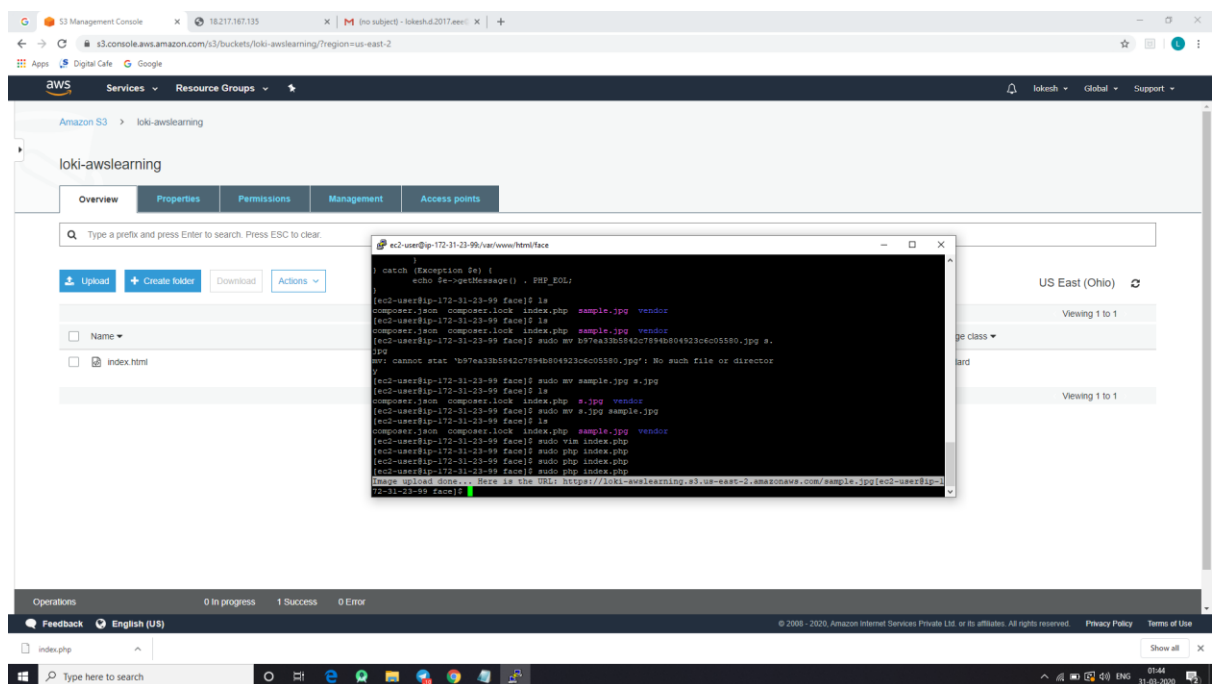 S3 Management Console
18.217.167.135
(no subject) - lokesh.d.2017.eee@
s3.console.aws.amazon.com/s3/buckets/loki-awslearning/?region=us-east-2
Apps
Digital Cafe
Google
aws
Services
Resource Groups
lokesh
Global
Support
Amazon S3 > loki-awslearning
loki-awslearning
Overview
Properties
Permissions
Management
Access points
Type a prefix and press Enter to search. Press ESC to clear.
Upload
+ Create folder
Download
Actions
US East (Ohio)
Viewing 1 to 1
Name
ge class
index.html
dard
Viewing 1 to 1
ec2-user@ip-172-31-23-99:/var/www/html/face
}
} catch (Exception $e) {
echo $e->getMessage() . PHP_EOL;
}
[ec2-user@ip-172-31-23-99 face]$ ls
composer.json composer.lock index.php sample.jpg vendor
[ec2-user@ip-172-31-23-99 face]$ ls
composer.json composer.lock index.php sample.jpg vendor
[ec2-user@ip-172-31-23-99 face]$ sudo mv b97ea33b5842c7894b804923c6c05580.jpg s.
jpg
mv: cannot stat ‘b97ea33b5842c7894b804923c6c05580.jpg’: No such file or director
y
[ec2-user@ip-172-31-23-99 face]$ sudo mv sample.jpg s.jpg
[ec2-user@ip-172-31-23-99 face]$ ls
composer.json composer.lock index.php s.jpg vendor
[ec2-user@ip-172-31-23-99 face]$ sudo mv s.jpg sample.jpg
[ec2-user@ip-172-31-23-99 face]$ ls
composer.json composer.lock index.php sample.jpg vendor
[ec2-user@ip-172-31-23-99 face]$ sudo vim index.php
[ec2-user@ip-172-31-23-99 face]$ sudo php index.php
[ec2-user@ip-172-31-23-99 face]$ sudo php index.php
[ec2-user@ip-172-31-23-99 face]$ sudo php index.php
Image upload done... Here is the URL: https://loki-awslearning.s3.us-east-2.amazonaws.com/sample.jpg[ec2-user@ip-1
72-31-23-99 face]$
Operations
0 In progress
1 Success
0 Error
Feedback
English (US)
© 2008 - 2020, Amazon Internet Services Private Ltd. or its affiliates. All rights reserved.
Privacy Policy
Terms of Use
index.php
Show all
Type here to search
ENG
01:44
31-03-2020